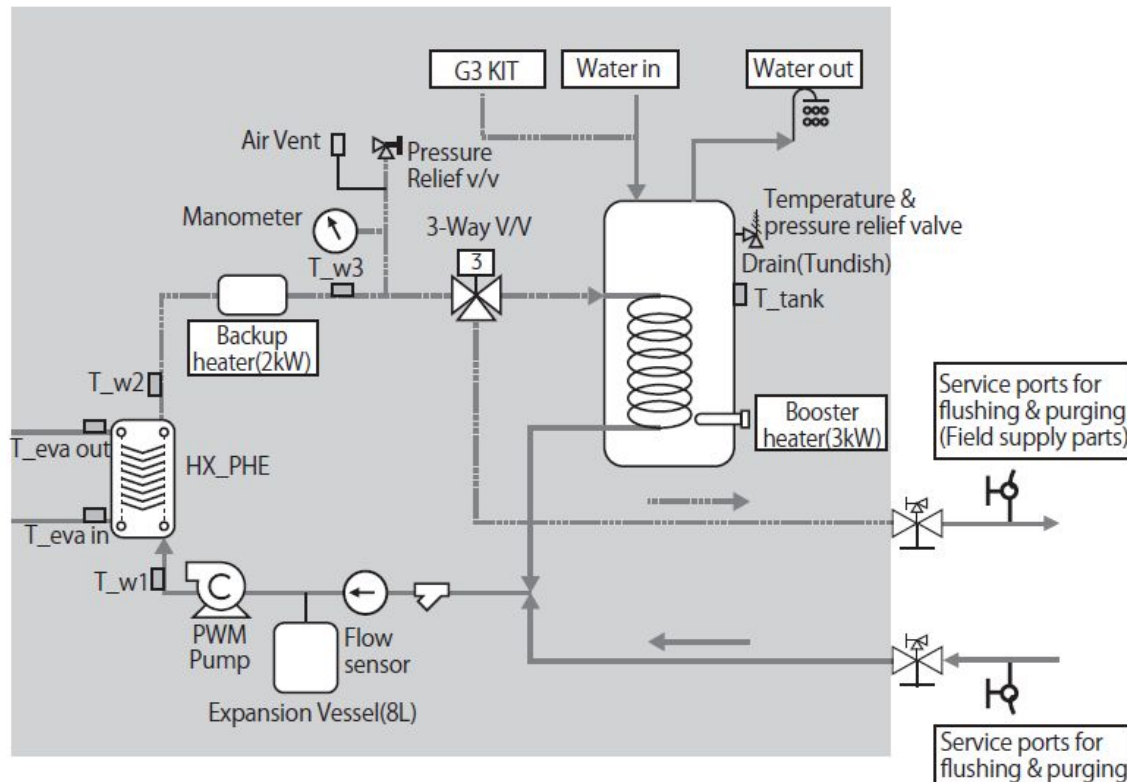 G3 KIT
Water in
Water out
Air Vent
Pressure
Relief v/v
Manometer
3-Way V/V
3
T_w3
Temperature &
pressure relief valve
Drain(Tundish)
T_tank
Backup
heater(2kW)
T_w2
T_eva out
HX_PHE
T_eva in
Booster
heater(3kW)
Service ports for
flushing & purging
(Field supply parts)
T_w1
C
PWM
Pump
Flow
sensor
Expansion Vessel(8L)
Service ports for
flushing & purging